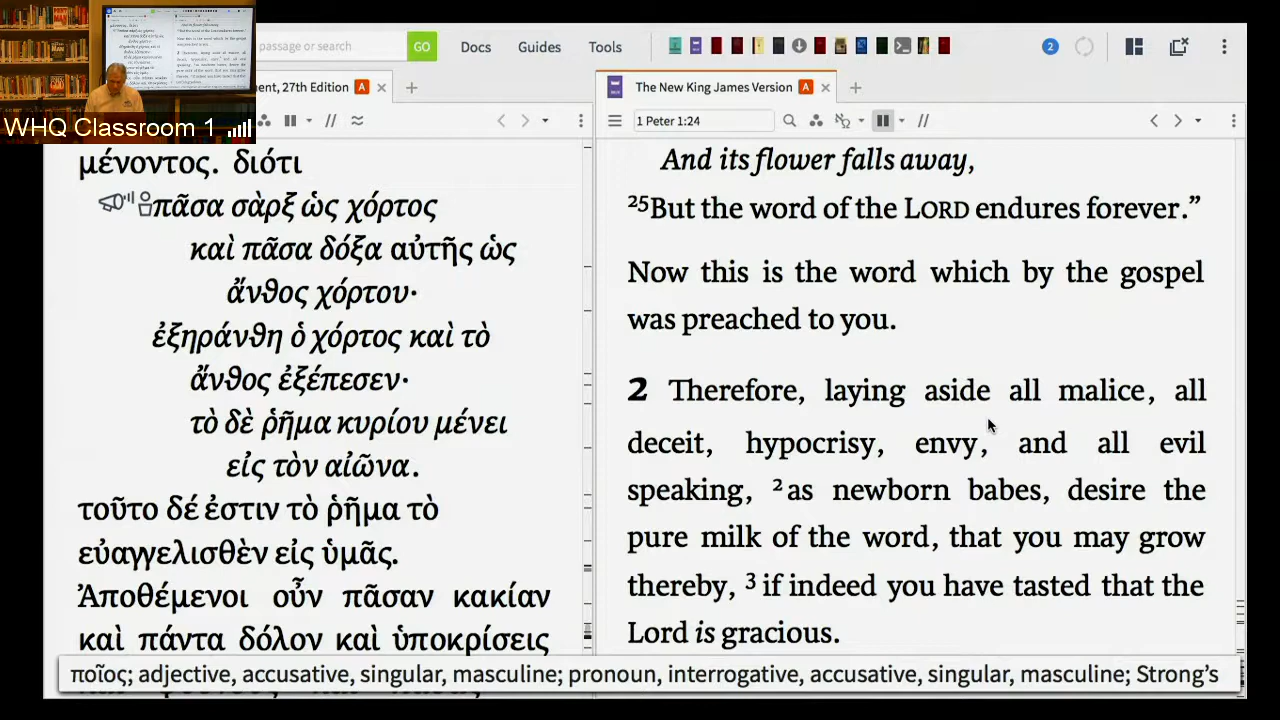 WHQ Classroom 1
passage or search
GO
Docs
Guides
Tools
2
ment, 27th Edition A
The New King James Version A
1 Peter 1:24
μένοντος. διότι
πᾶσα σὰρξ ὡς χόρτος
καὶ πᾶσα δόξα αὐτῆς ὡς
ἄνθος χόρτου·
ἐξηράνθη ὁ χόρτος καὶ τὸ
ἄνθος ἐξέπεσεν·
τὸ δὲ ῥῆμα κυρίου μένει
εἰς τὸν αἰῶνα.
τοῦτο δέ ἐστιν τὸ ῥῆμα τὸ
εὐαγγελισθὲν εἰς ὑμᾶς.
Ἀποθέμενοι οὖν πᾶσαν κακίαν
καὶ πάντα δόλον καὶ ὑποκρίσεις
And its flower falls away,
25But the word of the LORD endures forever.”
Now this is the word which by the gospel
was preached to you.
2 Therefore, laying aside all malice, all
deceit, hypocrisy, envy, and all evil
speaking, 2as newborn babes, desire the
pure milk of the word, that you may grow
thereby, 3if indeed you have tasted that the
Lord is gracious.
ποῖος; adjective, accusative, singular, masculine; pronoun, interrogative, accusative, singular, masculine; Strong’s